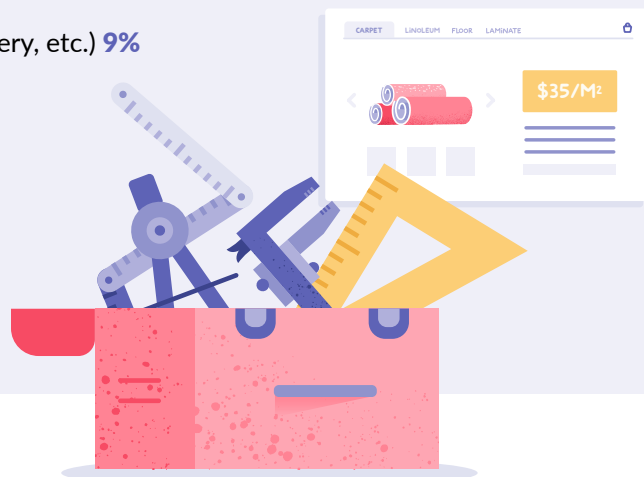 ery, etc.) 9%
CARPET LINOLEUM FLOOR LAMINATE
$35/M²